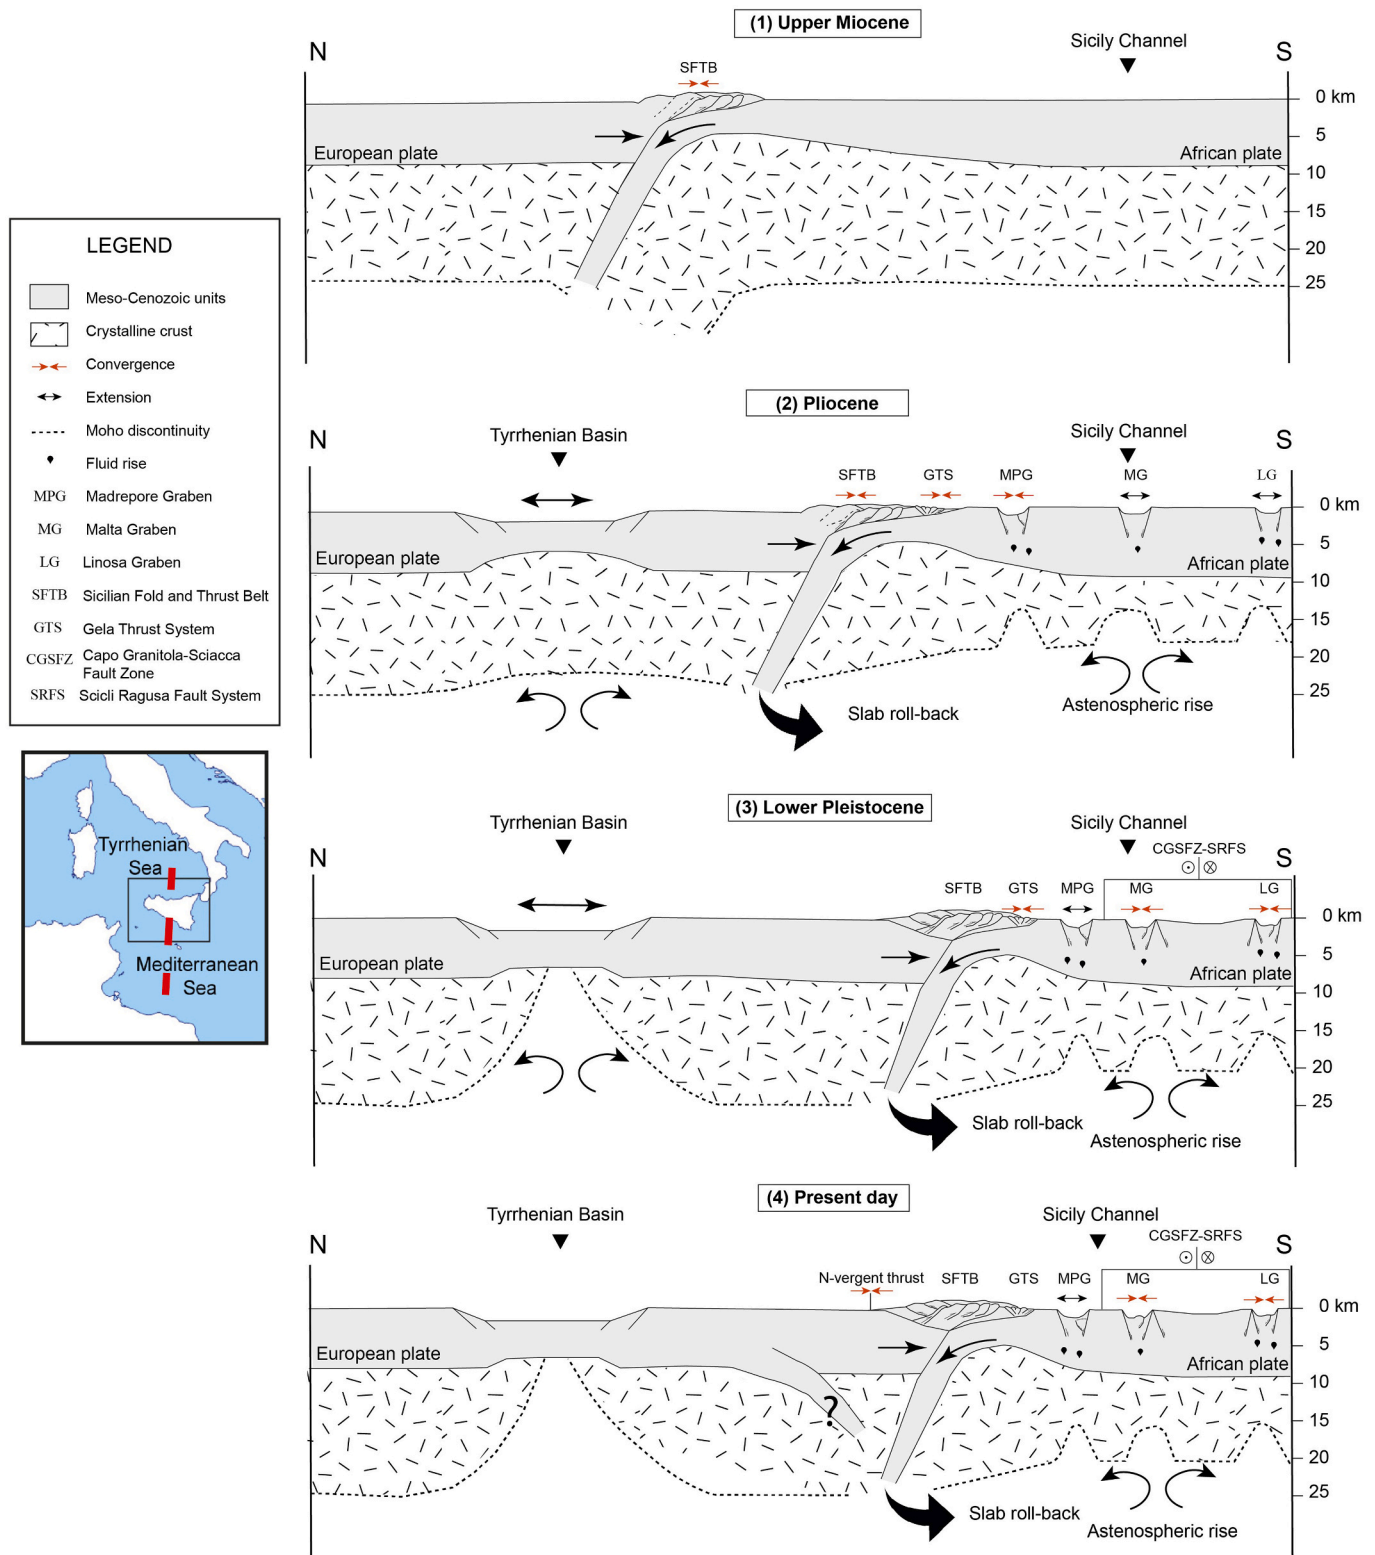 (1) Upper Miocene
N
Sicily Channel
S
SFTB
0 km
5
European plate
African plate
10
15
20
25
LEGEND
Meso-Cenozoic units
Crystalline crust
Convergence
Extension
Moho discontinuity
Fluid rise
MPG Madrepore Graben
MG Malta Graben
LG Linosa Graben
SFTB Sicilian Fold and Thrust Belt
GTS Gela Thrust System
CGSFZ Capo Granitola-Sciacca
Fault Zone
SRFS Scicli Ragusa Fault System
Tyrrhenian
Sea
Mediterranean
Sea
(2) Pliocene
N
Tyrrhenian Basin
Sicily Channel
S
SFTB GTS MPG MG LG
0 km
5
European plate
African plate
10
15
20
25
Slab roll-back
Astenospheric rise
(3) Lower Pleistocene
N
Tyrrhenian Basin
Sicily Channel
CGSFZ-SRFS
S
SFTB GTS MPG MG LG
0 km
5
European plate
African plate
10
15
20
25
Slab roll-back
Astenospheric rise
(4) Present day
N
Tyrrhenian Basin
Sicily Channel
CGSFZ-SRFS
S
N-vergent thrust SFTB GTS MPG MG LG
0 km
5
European plate
African plate
10
?
15
20
25
Slab roll-back
Astenospheric rise